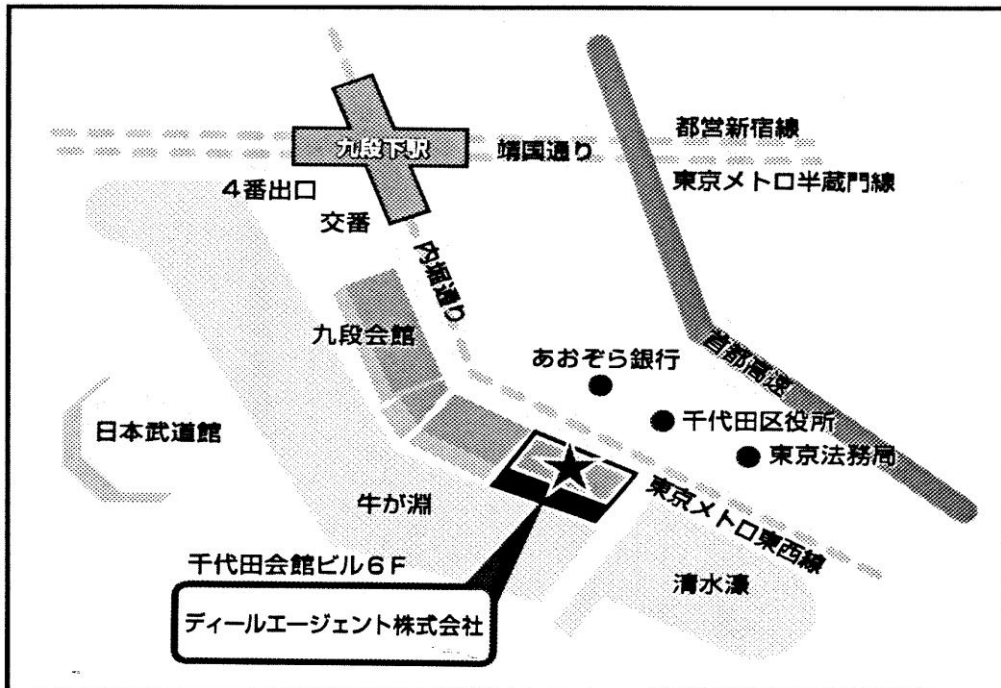 都営新宿線
九段下駅
靖国通り
東京メトロ半蔵門線
4番出口
交番
内堀通り
九段会館
あおぞら銀行
首都高速
千代田区役所
日本武道館
東京法務局
牛が淵
東京メトロ東西線
千代田会館ビル6F
清水濠
ディールエージェント株式会社